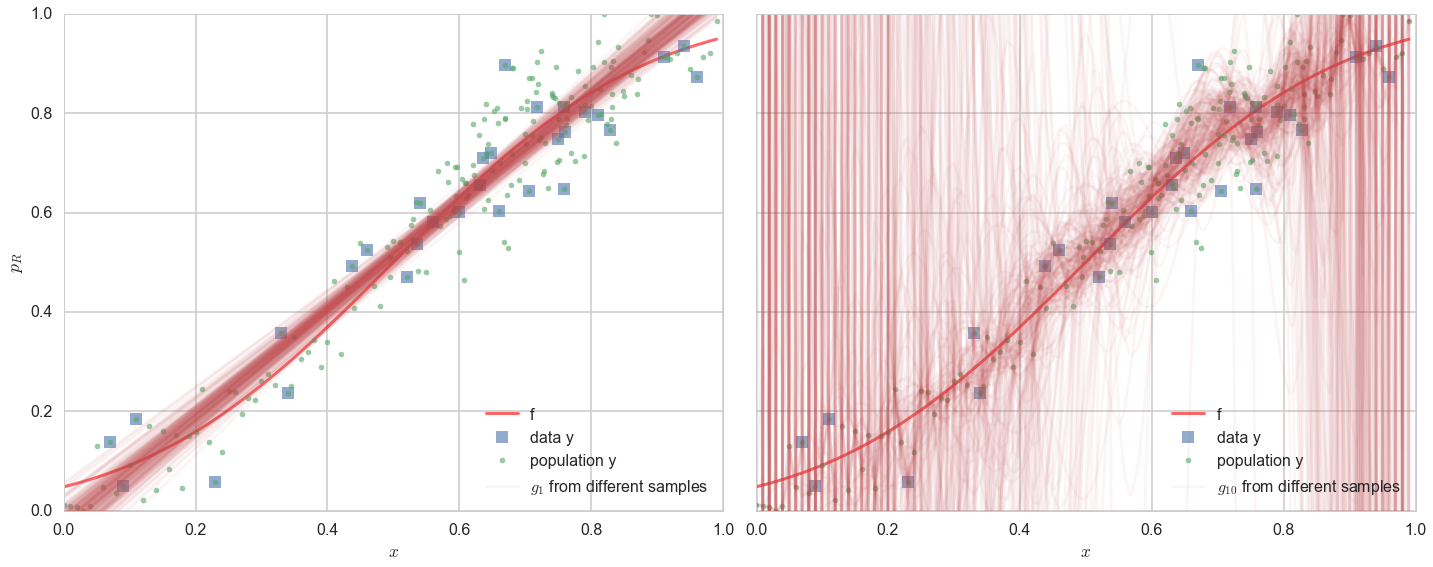 1.0
0.8
0.6
0.4
0.2
0.0
p_R
0.0 0.2 0.4 0.6 0.8 1.0
x
f
data y
population y
g_1 from different samples
0.0 0.2 0.4 0.6 0.8 1.0
x
f
data y
population y
g_10 from different samples